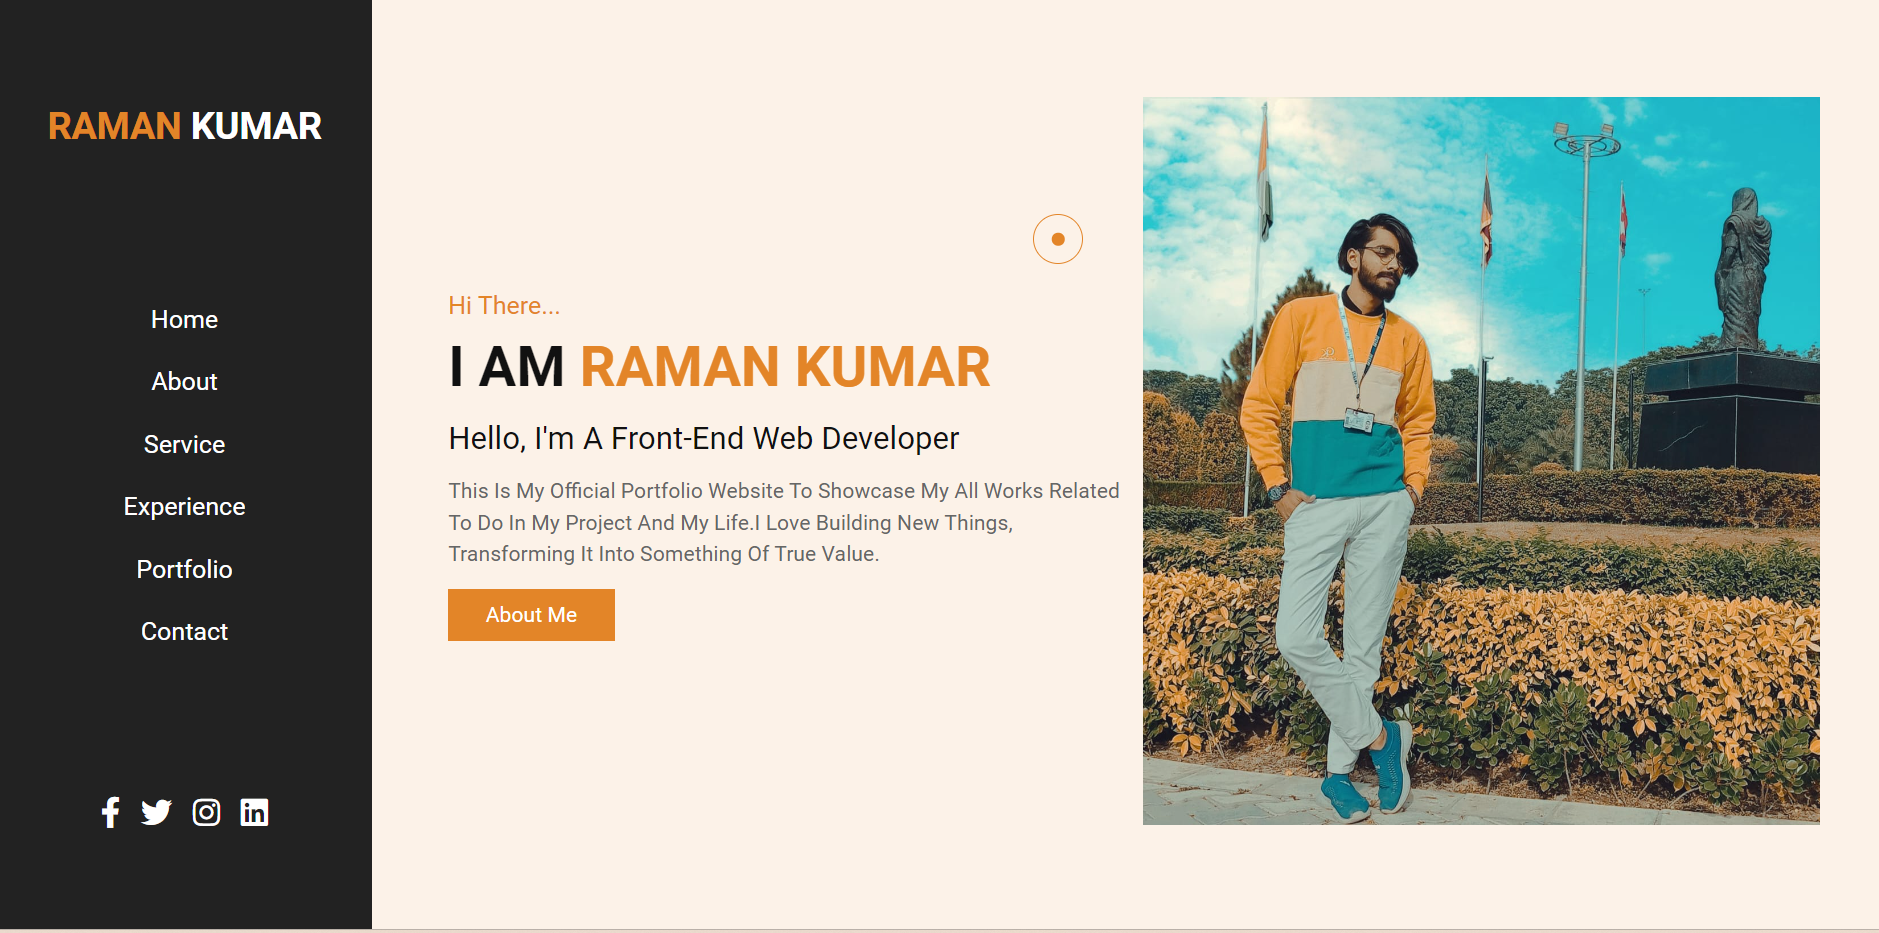 RAMAN KUMAR
Home
About
Service
Experience
Portfolio
Contact
Hi There...
I AM RAMAN KUMAR
Hello, I'm A Front-End Web Developer
This Is My Official Portfolio Website To Showcase My All Works Related
To Do In My Project And My Life.I Love Building New Things,
Transforming It Into Something Of True Value.
About Me